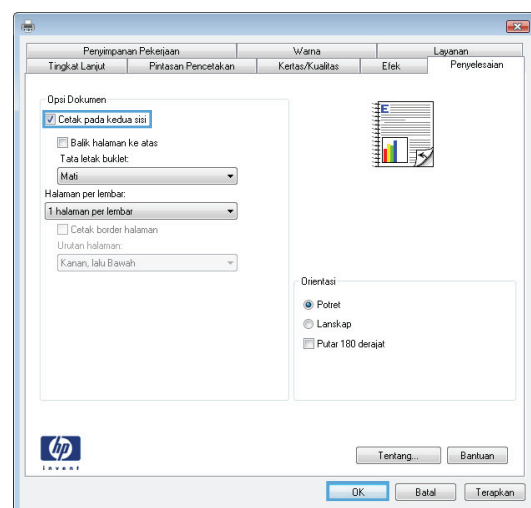 Penyimpanan Pekerjaan Warna Layanan
Tingkat Lanjut Pintasan Pencetakan Kertas/Kualitas Efek Penyelesaian
Opsi Dokumen
Cetak pada kedua sisi
Balik halaman ke atas
Tata letak buklet:
Mati
Halaman per lembar:
1 halaman per lembar
Cetak border halaman
Urutan halaman:
Kanan, lalu Bawah
E
Orientasi
Potret
Lanskap
Putar 180 derajat
hp
invent
Tentang... Bantuan
OK Batal Terapkan